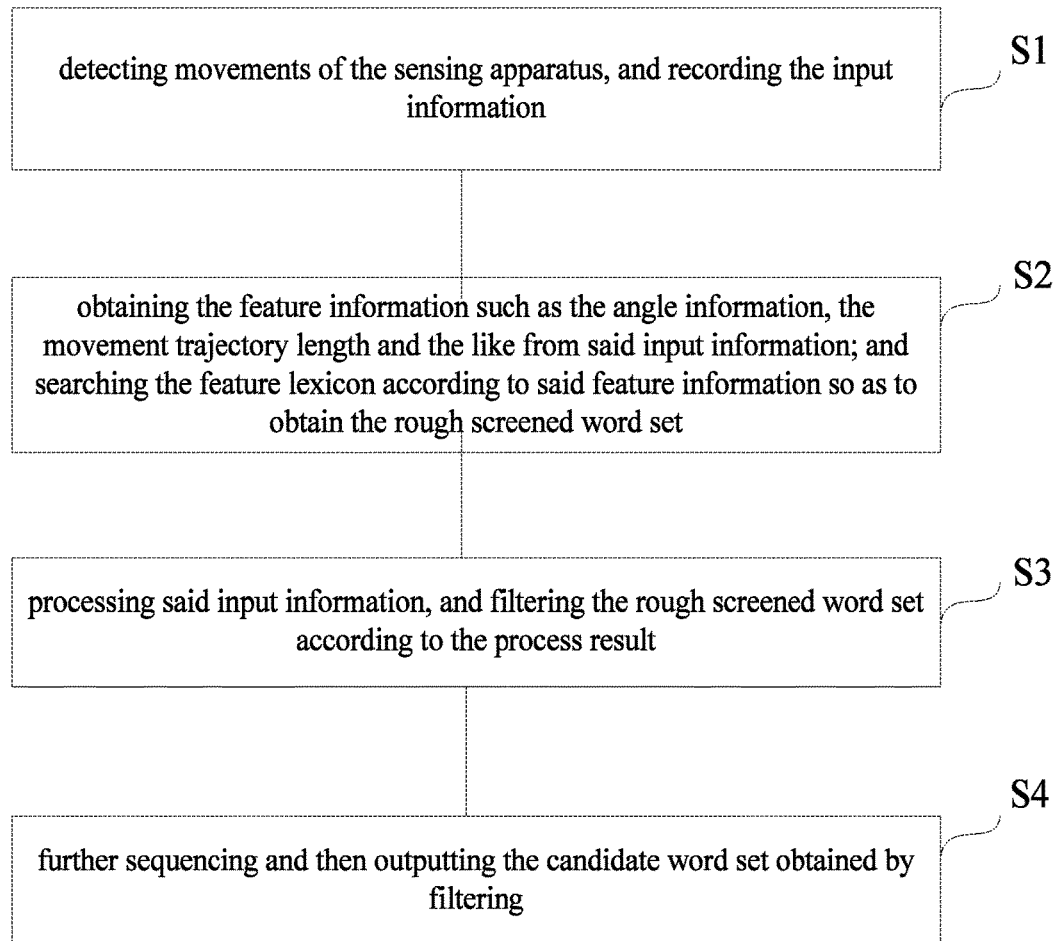 S1
detecting movements of the sensing apparatus, and recording the input
information
S2
obtaining the feature information such as the angle information, the
movement trajectory length and the like from said input information; and
searching the feature lexicon according to said feature information so as to
obtain the rough screened word set
S3
processing said input information, and filtering the rough screened word set
according to the process result
S4
further sequencing and then outputting the candidate word set obtained by
filtering